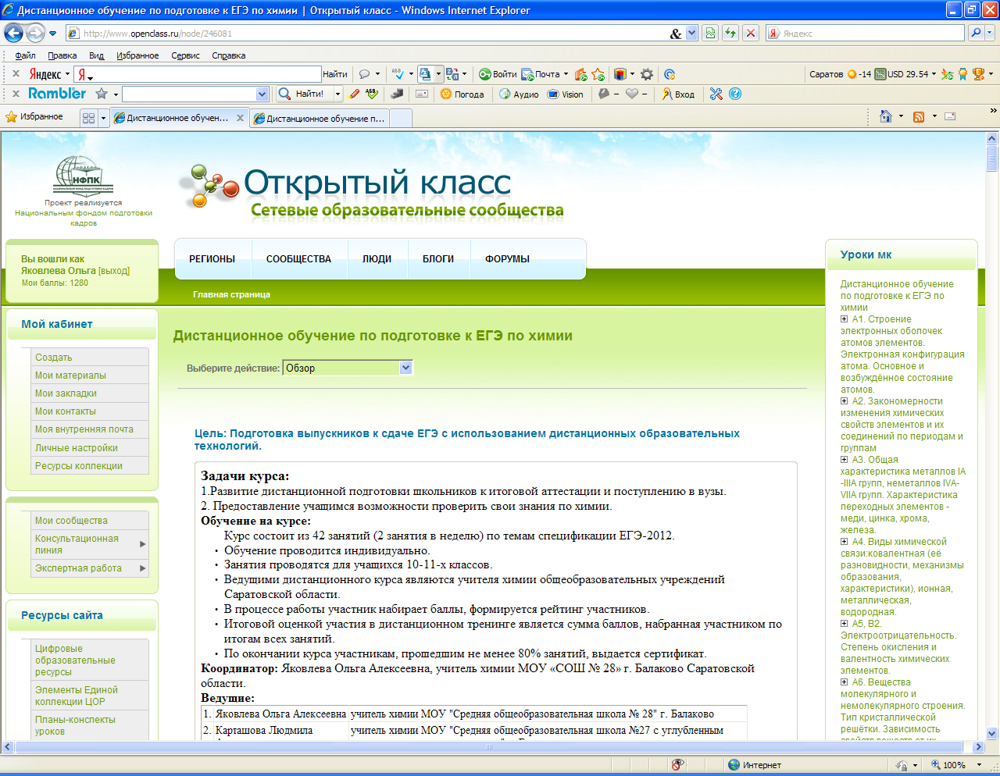 Дистанционное обучение по подготовке к ЕГЭ по химии | Открытый класс - Windows Internet Explorer
http://www.openclass.ru/node/246081
Яндекс
Файл Правка Вид Избранное Сервис Справка
Яндекс Я Найти Войти Почта Саратов -14 USD 29.54
Rambler Найти! АБV Погода Аудио Vision Вход
Избранное Дистанционное обучен... Дистанционное обучение п...
НФПК
Проект реализуется
Национальным фондом подготовки
кадров
Открытый класс
Сетевые образовательные сообщества
Вы вошли как
Яковлева Ольга [выход]
Мои баллы: 1280
РЕГИОНЫ СООБЩЕСТВА ЛЮДИ БЛОГИ ФОРУМЫ
Главная страница
Мой кабинет
Создать
Мои материалы
Мои закладки
Мои контакты
Моя внутренняя почта
Личные настройки
Ресурсы коллекции
Мои сообщества
Консультационная
линия
Экспертная работа
Ресурсы сайта
Цифровые
образовательные
ресурсы
Элементы Единой
коллекции ЦОР
Планы-конспекты
уроков
Дистанционное обучение по подготовке к ЕГЭ по химии
Выберите действие: Обзор
Цель: Подготовка выпускников к сдаче ЕГЭ с использованием дистанционных образовательных
технологий.
Задачи курса:
1.Развитие дистанционной подготовки школьников к итоговой аттестации и поступлению в вузы.
2. Предоставление учащимся возможности проверить свои знания по химии.
Обучение на курсе:
Курс состоит из 42 занятий (2 занятия в неделю) по темам спецификации ЕГЭ-2012.
• Обучение проводится индивидуально.
• Занятия проводятся для учащихся 10-11-х классов.
• Ведущими дистанционного курса являются учителя химии общеобразовательных учреждений
Саратовской области.
• В процессе работы участник набирает баллы, формируется рейтинг участников.
• Итоговой оценкой участия в дистанционном тренинге является сумма баллов, набранная участником по
итогам всех занятий.
• По окончании курса участникам, прошедшим не менее 80% занятий, выдается сертификат.
Координатор: Яковлева Ольга Алексеевна, учитель химии МОУ «СОШ № 28» г. Балаково Саратовской
области.
Ведущие:
1. Яковлева Ольга Алексеевна учитель химии МОУ "Средняя общеобразовательная школа № 28" г. Балаково
2. Карташова Людмила учитель химии МОУ "Средняя общеобразовательная школа №27 с углубленным
Уроки мк
Дистанционное обучение
по подготовке к ЕГЭ по
химии
А1. Строение
электронных оболочек
атомов элементов.
Электронная конфигурация
атома. Основное и
возбуждённое состояние
атомов.
А2. Закономерности
изменения химических
свойств элементов и их
соединений по периодам и
группам
А3. Общая
характеристика металлов IА
-IIIА групп, неметаллов IVА-
VIIА групп. Характеристика
переходных элементов -
меди, цинка, хрома,
железа.
А4. Виды химической
связи:ковалентная (её
разновидности, механизмы
образования,
характеристики), ионная,
металлическая,
водородная.
А5, В2.
Электроотрицательность.
Степень окисления и
валентность химических
элементов.
А6. Вещества
молекулярного и
немолекулярного строения.
Тип кристаллической
решётки. Зависимость
свойств веществ от их
Интернет 100%